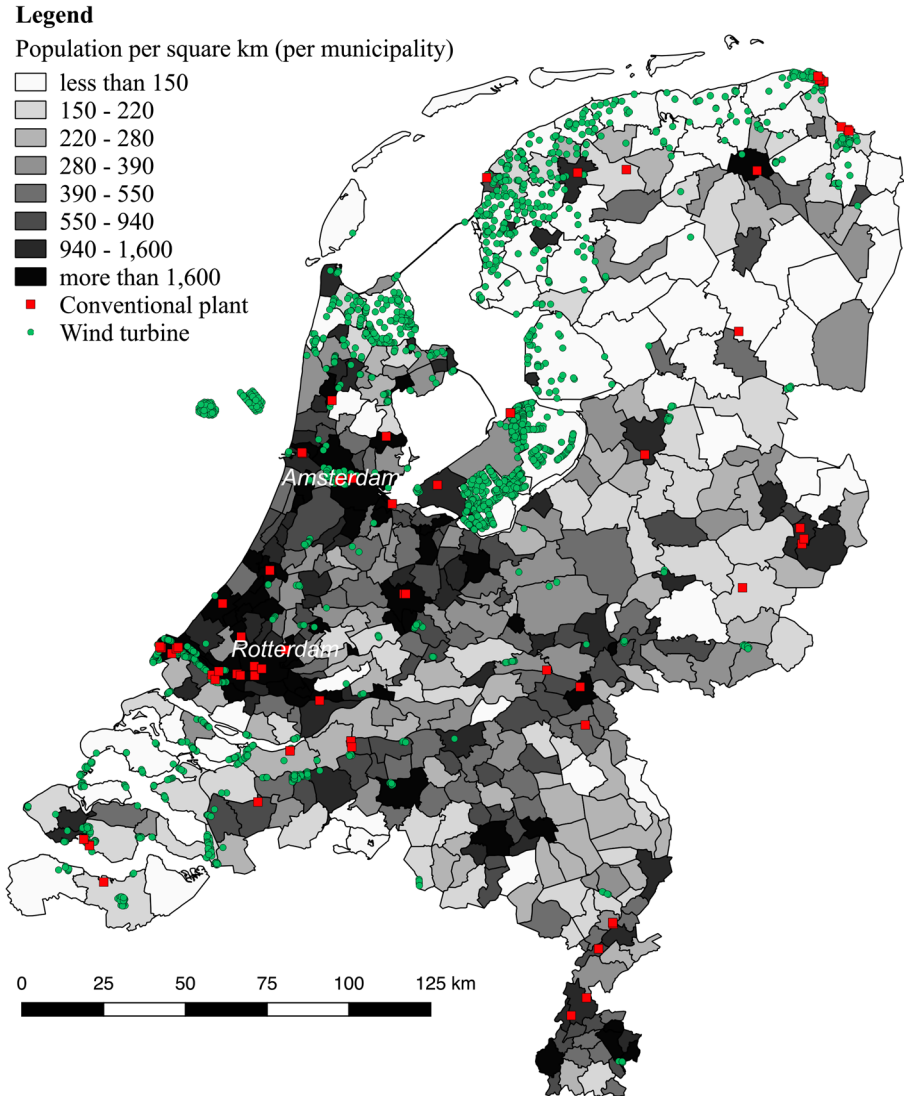 Legend
Population per square km (per municipality)
less than 150
150 - 220
220 - 280
280 - 390
390 - 550
550 - 940
940 - 1,600
more than 1,600
Conventional plant
Wind turbine
Amsterdam
Rotterdam
0 25 50 75 100 125 km